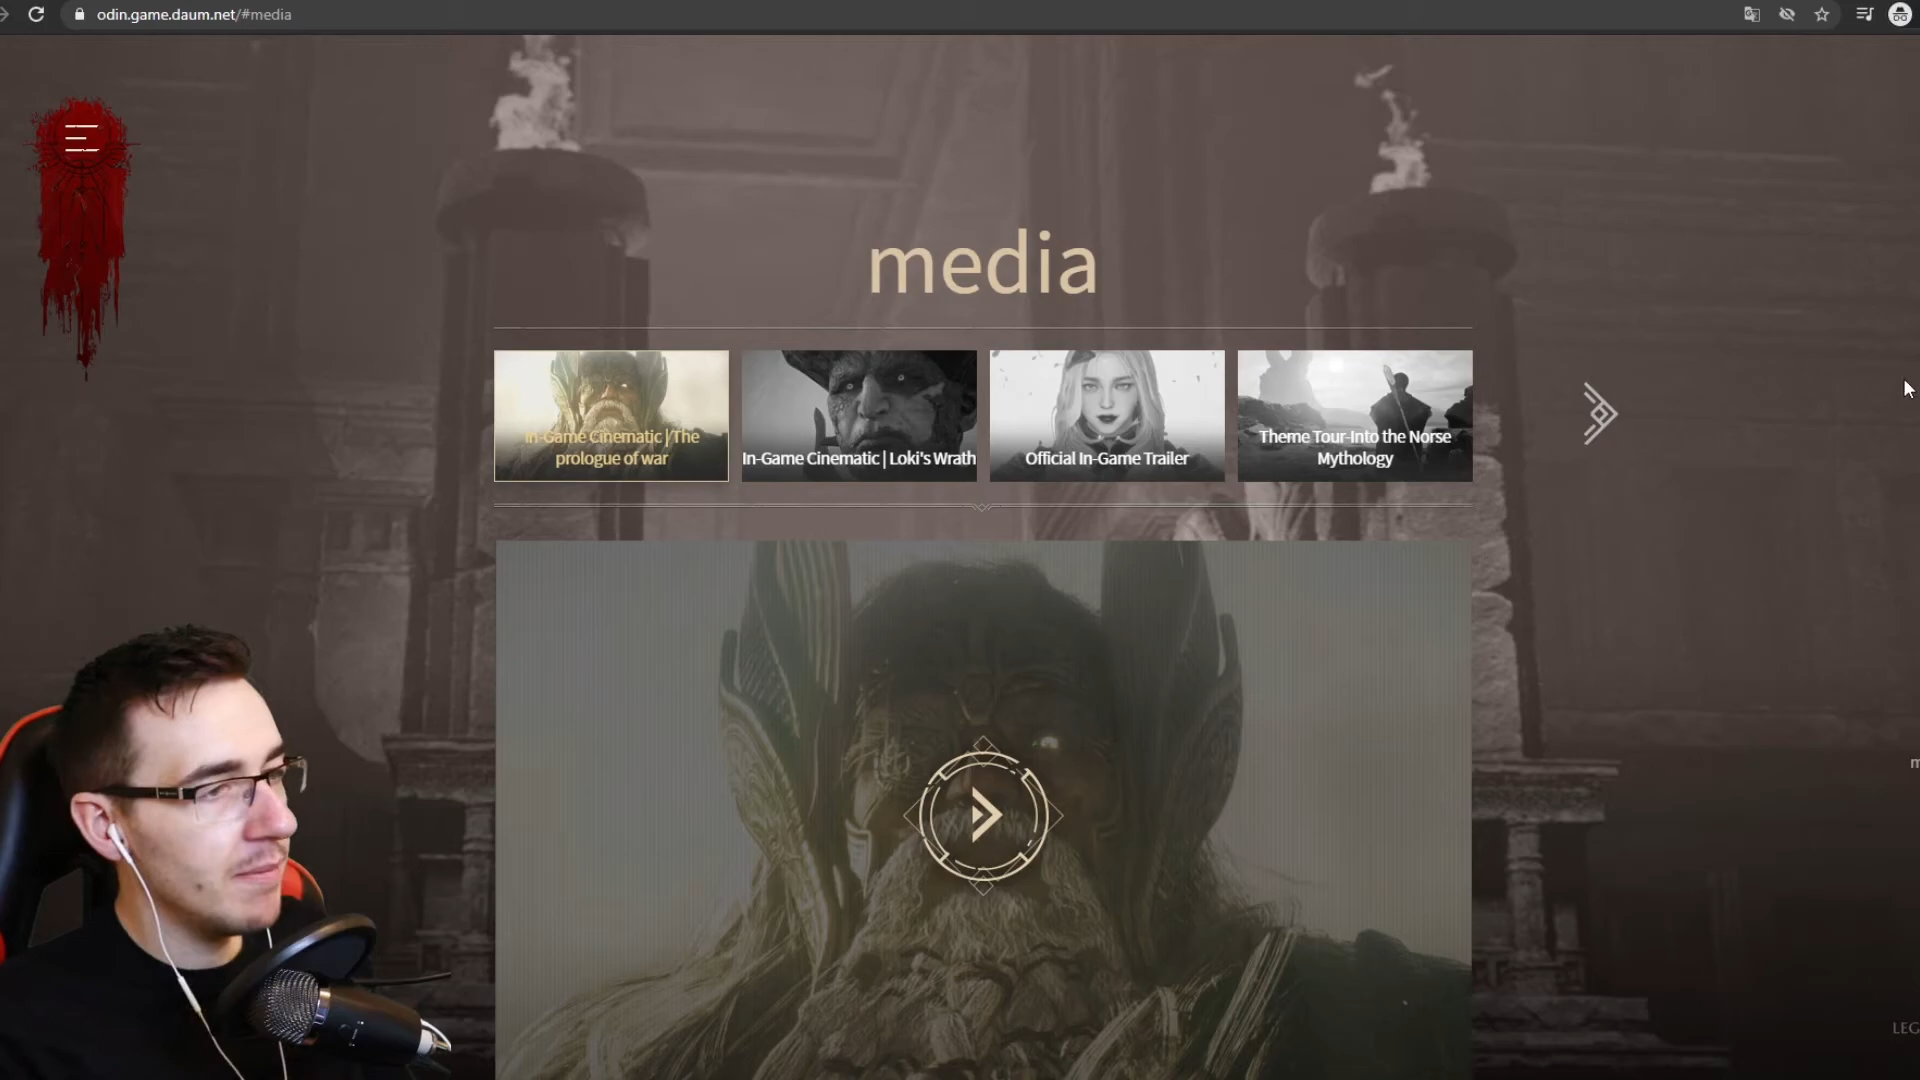 odin.game.daum.net/#media
media
In-Game Cinematic | The
prologue of war
In-Game Cinematic | Loki's Wrath
Official In-Game Trailer
Theme Tour-Into the Norse
Mythology
m
LEG